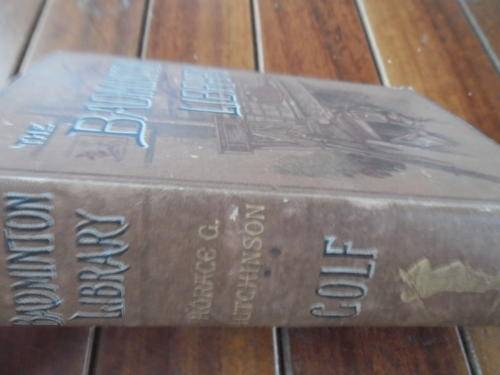 THE
BADMINTON
LIBRARY
BADMINTON
LIBRARY
HORACE G.
HUTCHINSON
GOLF